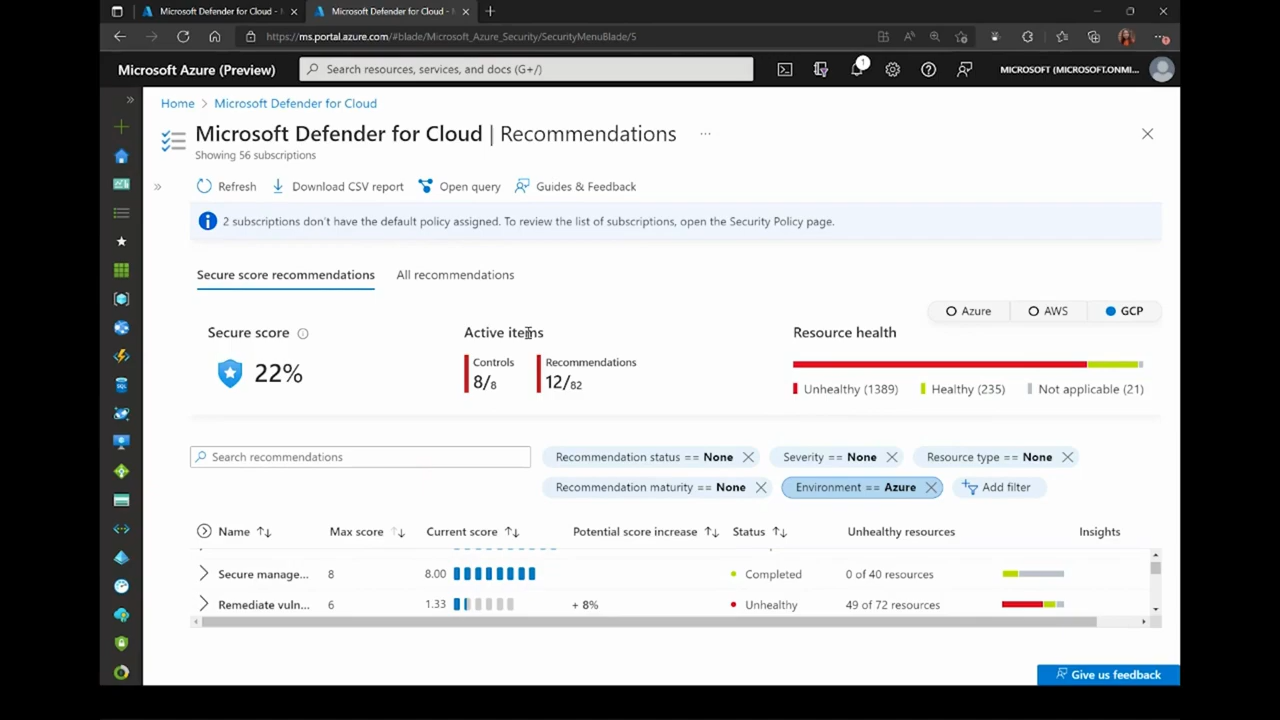 Microsoft Defender for Cloud -
Microsoft Defender for Cloud -
https://ms.portal.azure.com/#blade/Microsoft_Azure_Security/SecurityMenuBlade/5
Microsoft Azure (Preview)
Search resources, services, and docs (G+/)
1
MICROSOFT (MICROSOFT.ONMI...
Home > Microsoft Defender for Cloud
Microsoft Defender for Cloud | Recommendations ...
Showing 56 subscriptions
Refresh Download CSV report Open query Guides & Feedback
2 subscriptions don't have the default policy assigned. To review the list of subscriptions, open the Security Policy page.
Secure score recommendations All recommendations
Azure AWS GCP
Secure score Active items Resource health
Controls Recommendations
22% 8/8 12/82
Unhealthy (1389) Healthy (235) Not applicable (21)
Search recommendations
Recommendation status == None Severity == None Resource type == None
Recommendation maturity == None Environment == Azure Add filter
Name Max score Current score Potential score increase Status Unhealthy resources Insights
Secure manage... 8 8.00 Completed 0 of 40 resources
Remediate vuln... 6 1.33 + 8% Unhealthy 49 of 72 resources
Give us feedback